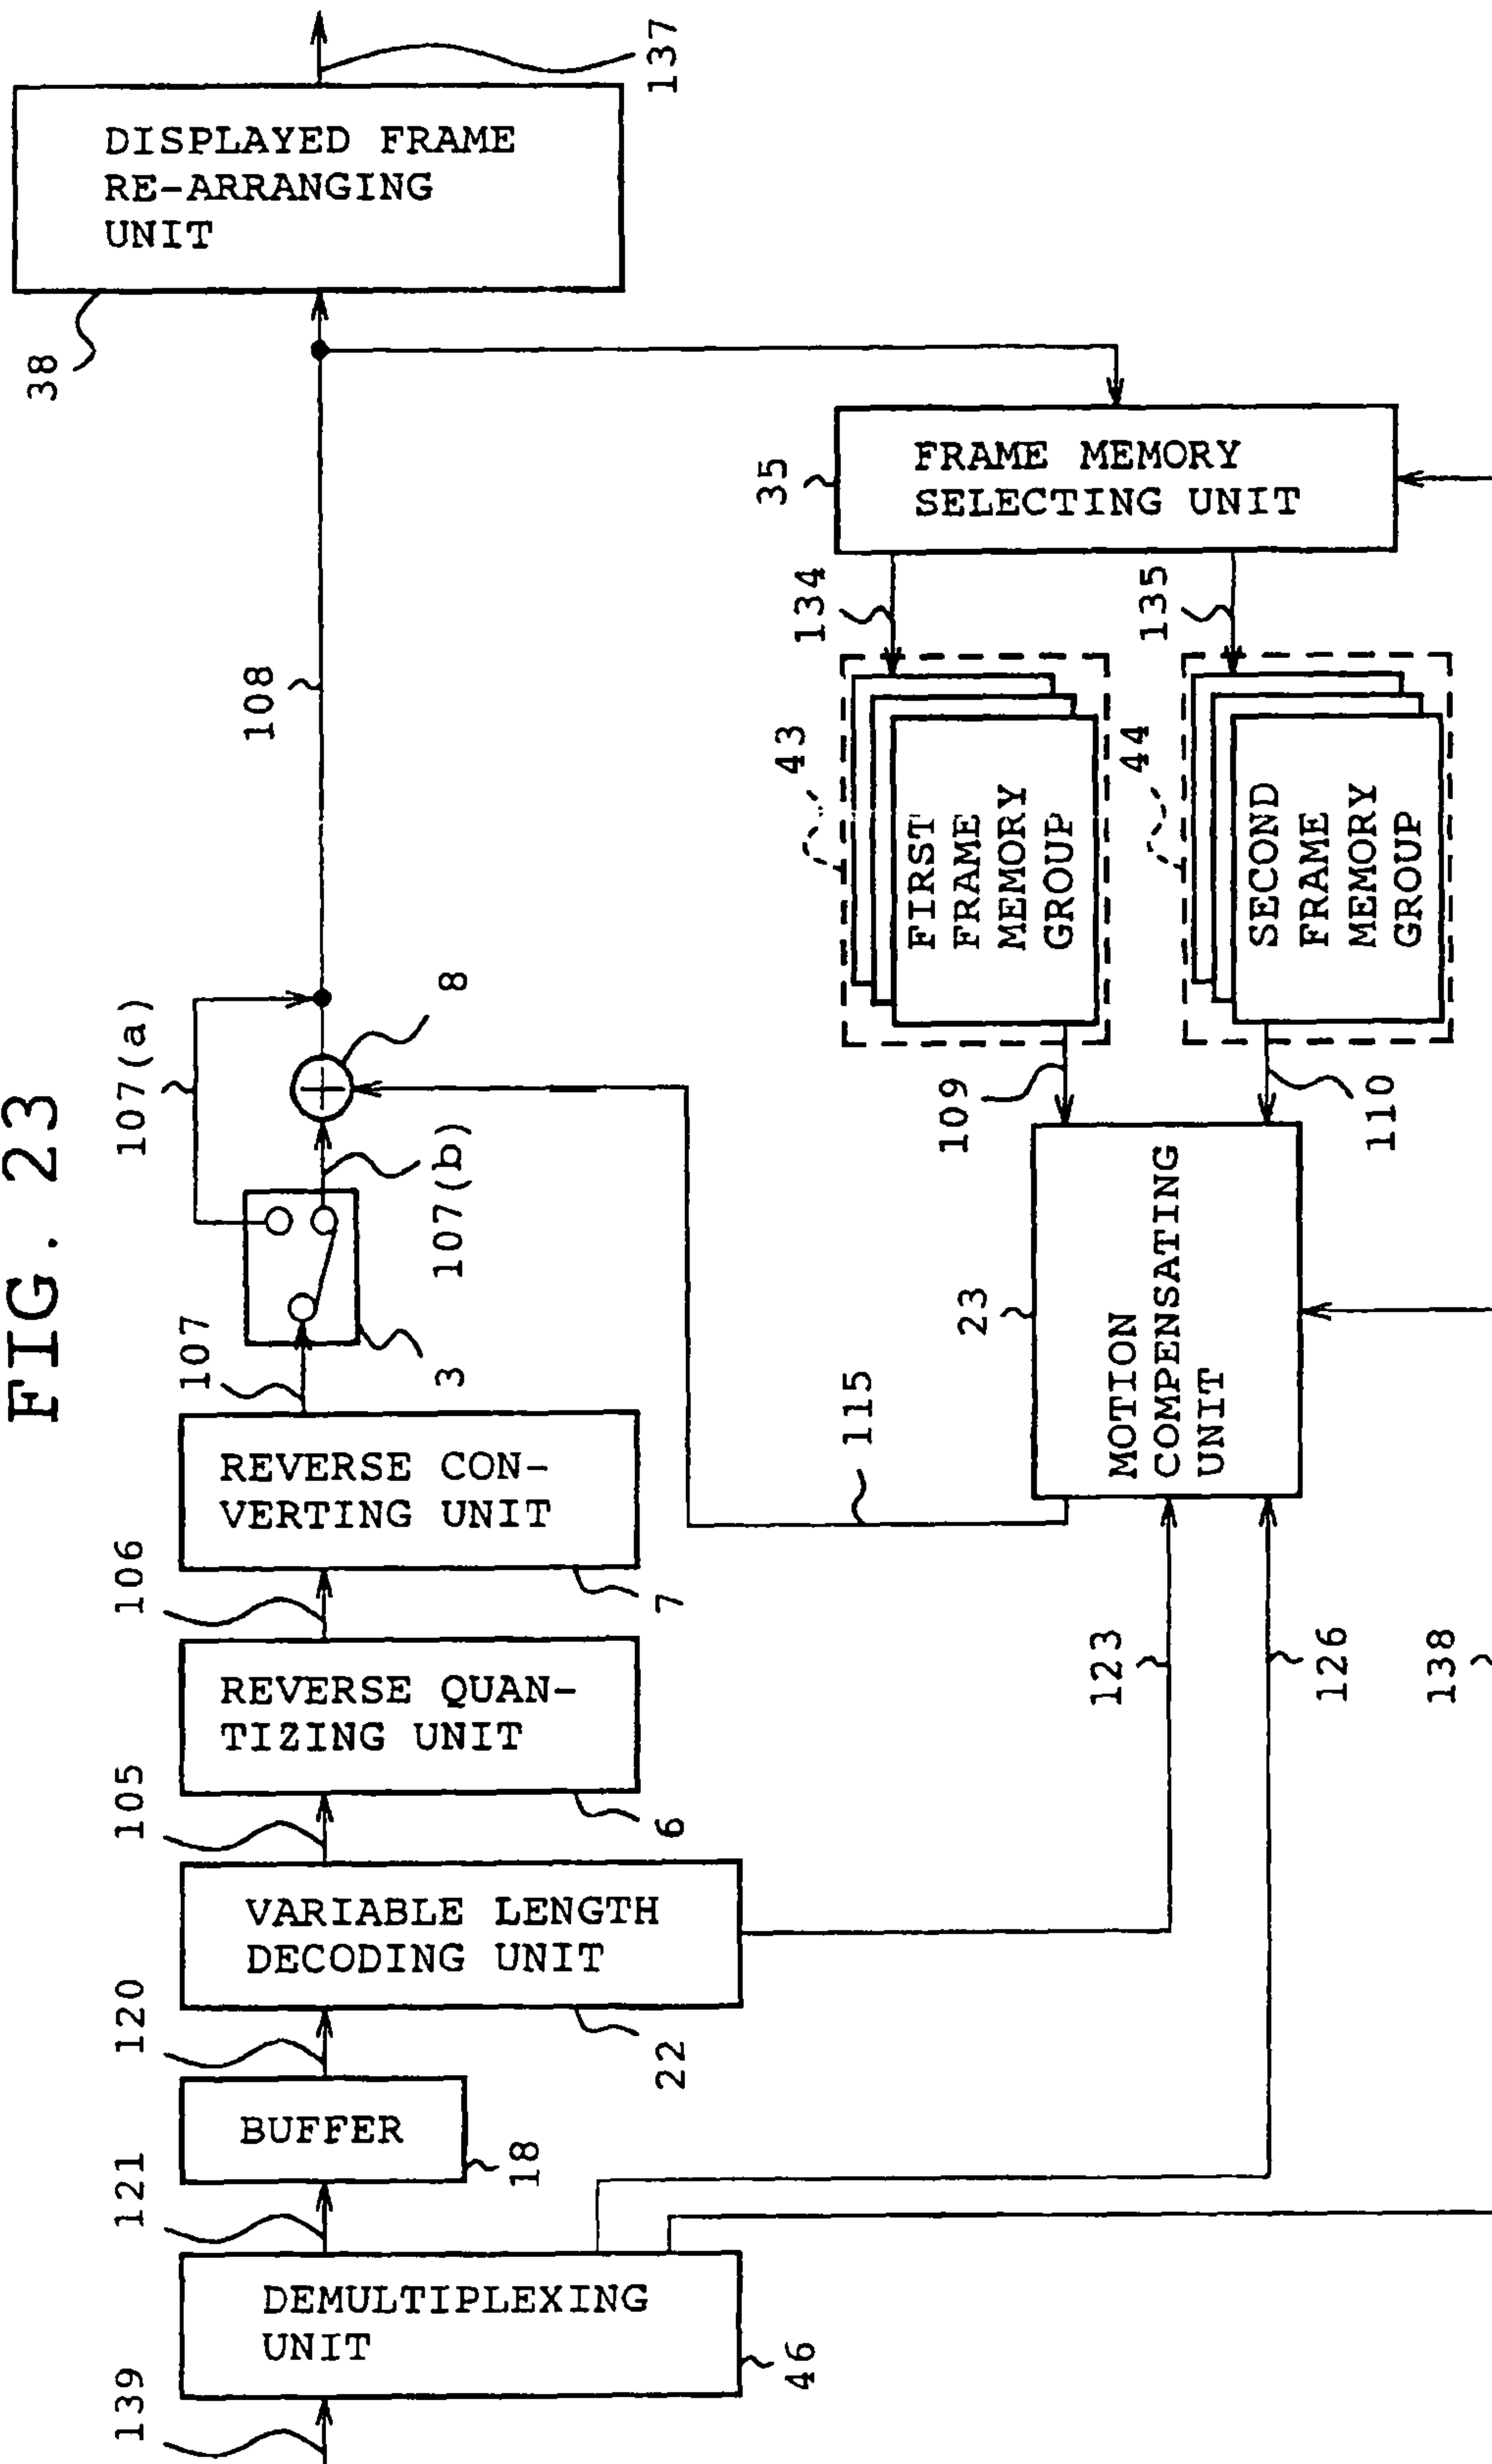 FIG. 23
139
DEMULTIPLEXING
UNIT
46
121
BUFFER
18
120
VARIABLE LENGTH
DECODING UNIT
22
105
REVERSE QUAN-
TIZING UNIT
6
106
REVERSE CON-
VERTING UNIT
7
107
3
107(a)
107(b)
8
108
DISPLAYED FRAME
RE-ARRANGING
UNIT
38
137
115
123
126
138
23
MOTION
COMPENSATING
UNIT
109
110
43
FIRST
FRAME
MEMORY
GROUP
44
SECOND
FRAME
MEMORY
GROUP
134
135
35
FRAME MEMORY
SELECTING UNIT